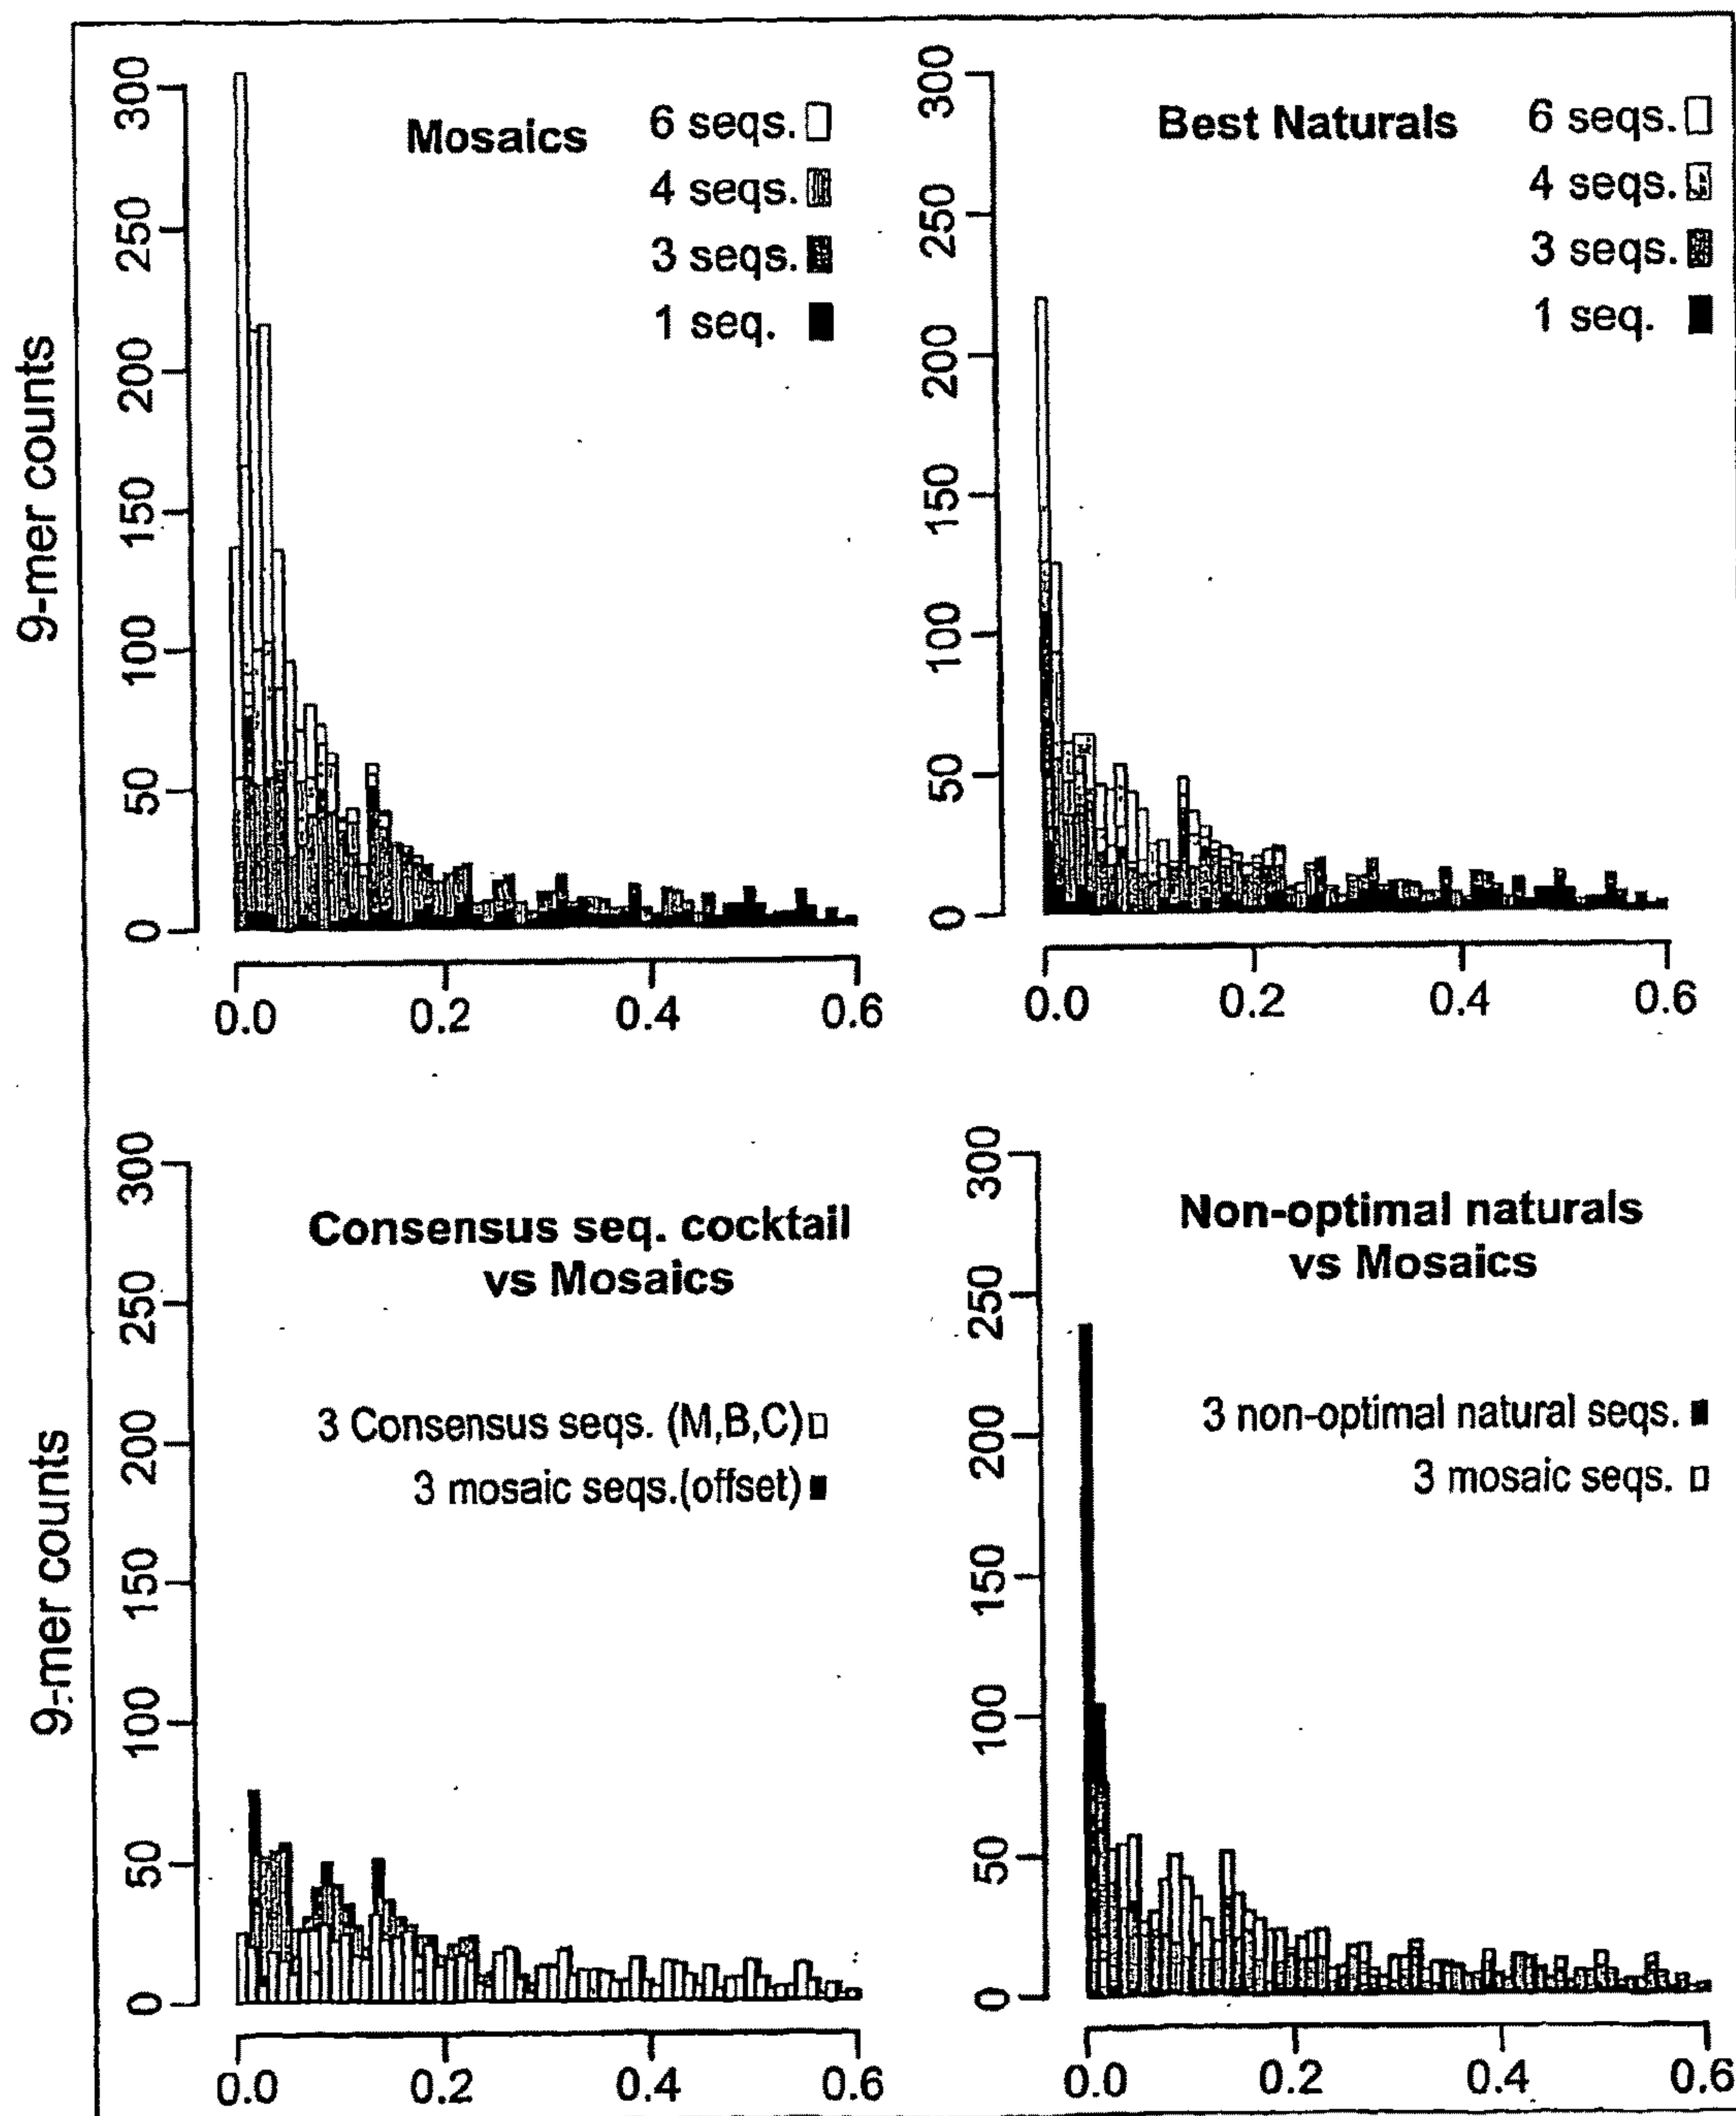 Mosaics
6 seqs.
4 seqs.
3 seqs.
1 seq.
9-mer counts
300
250
200
150
100
50
0
0.0 0.2 0.4 0.6
Best Naturals
6 seqs.
4 seqs.
3 seqs.
1 seq.
300
250
200
150
100
50
0
0.0 0.2 0.4 0.6
Consensus seq. cocktail
vs Mosaics
3 Consensus seqs. (M,B,C)
3 mosaic seqs.(offset)
9-mer counts
300
250
200
150
100
50
0
0.0 0.2 0.4 0.6
Non-optimal naturals
vs Mosaics
3 non-optimal natural seqs.
3 mosaic seqs.
300
250
200
150
100
50
0
0.0 0.2 0.4 0.6